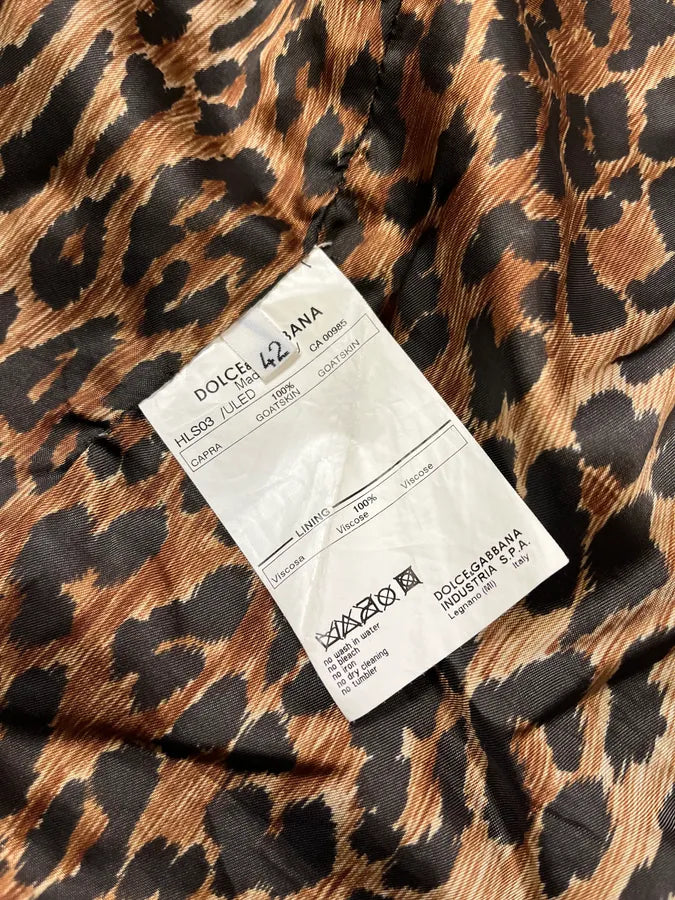 DOLCE&GABBANA
Mad
42
HLS03 /ULED CA 00985
100%
CAPRA GOATSKIN GOATSKIN
LINING
100%
Viscosa Viscose Viscose
no wash in water
no bleach
no iron
no dry cleaning
no tumbler
DOLCE&GABBANA
INDUSTRIA S.P.A.
Legnano (MI) Italy